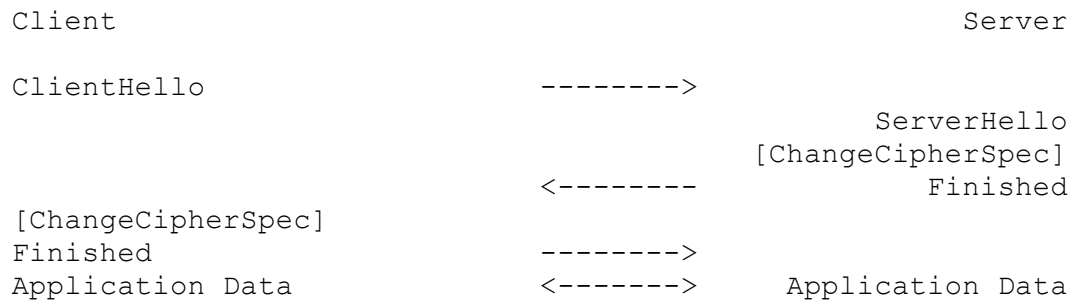 Client                                                Server

ClientHello                   -------->
                                                 ServerHello
                                          [ChangeCipherSpec]
                              <--------             Finished
[ChangeCipherSpec]
Finished                      -------->
Application Data              <------->     Application Data